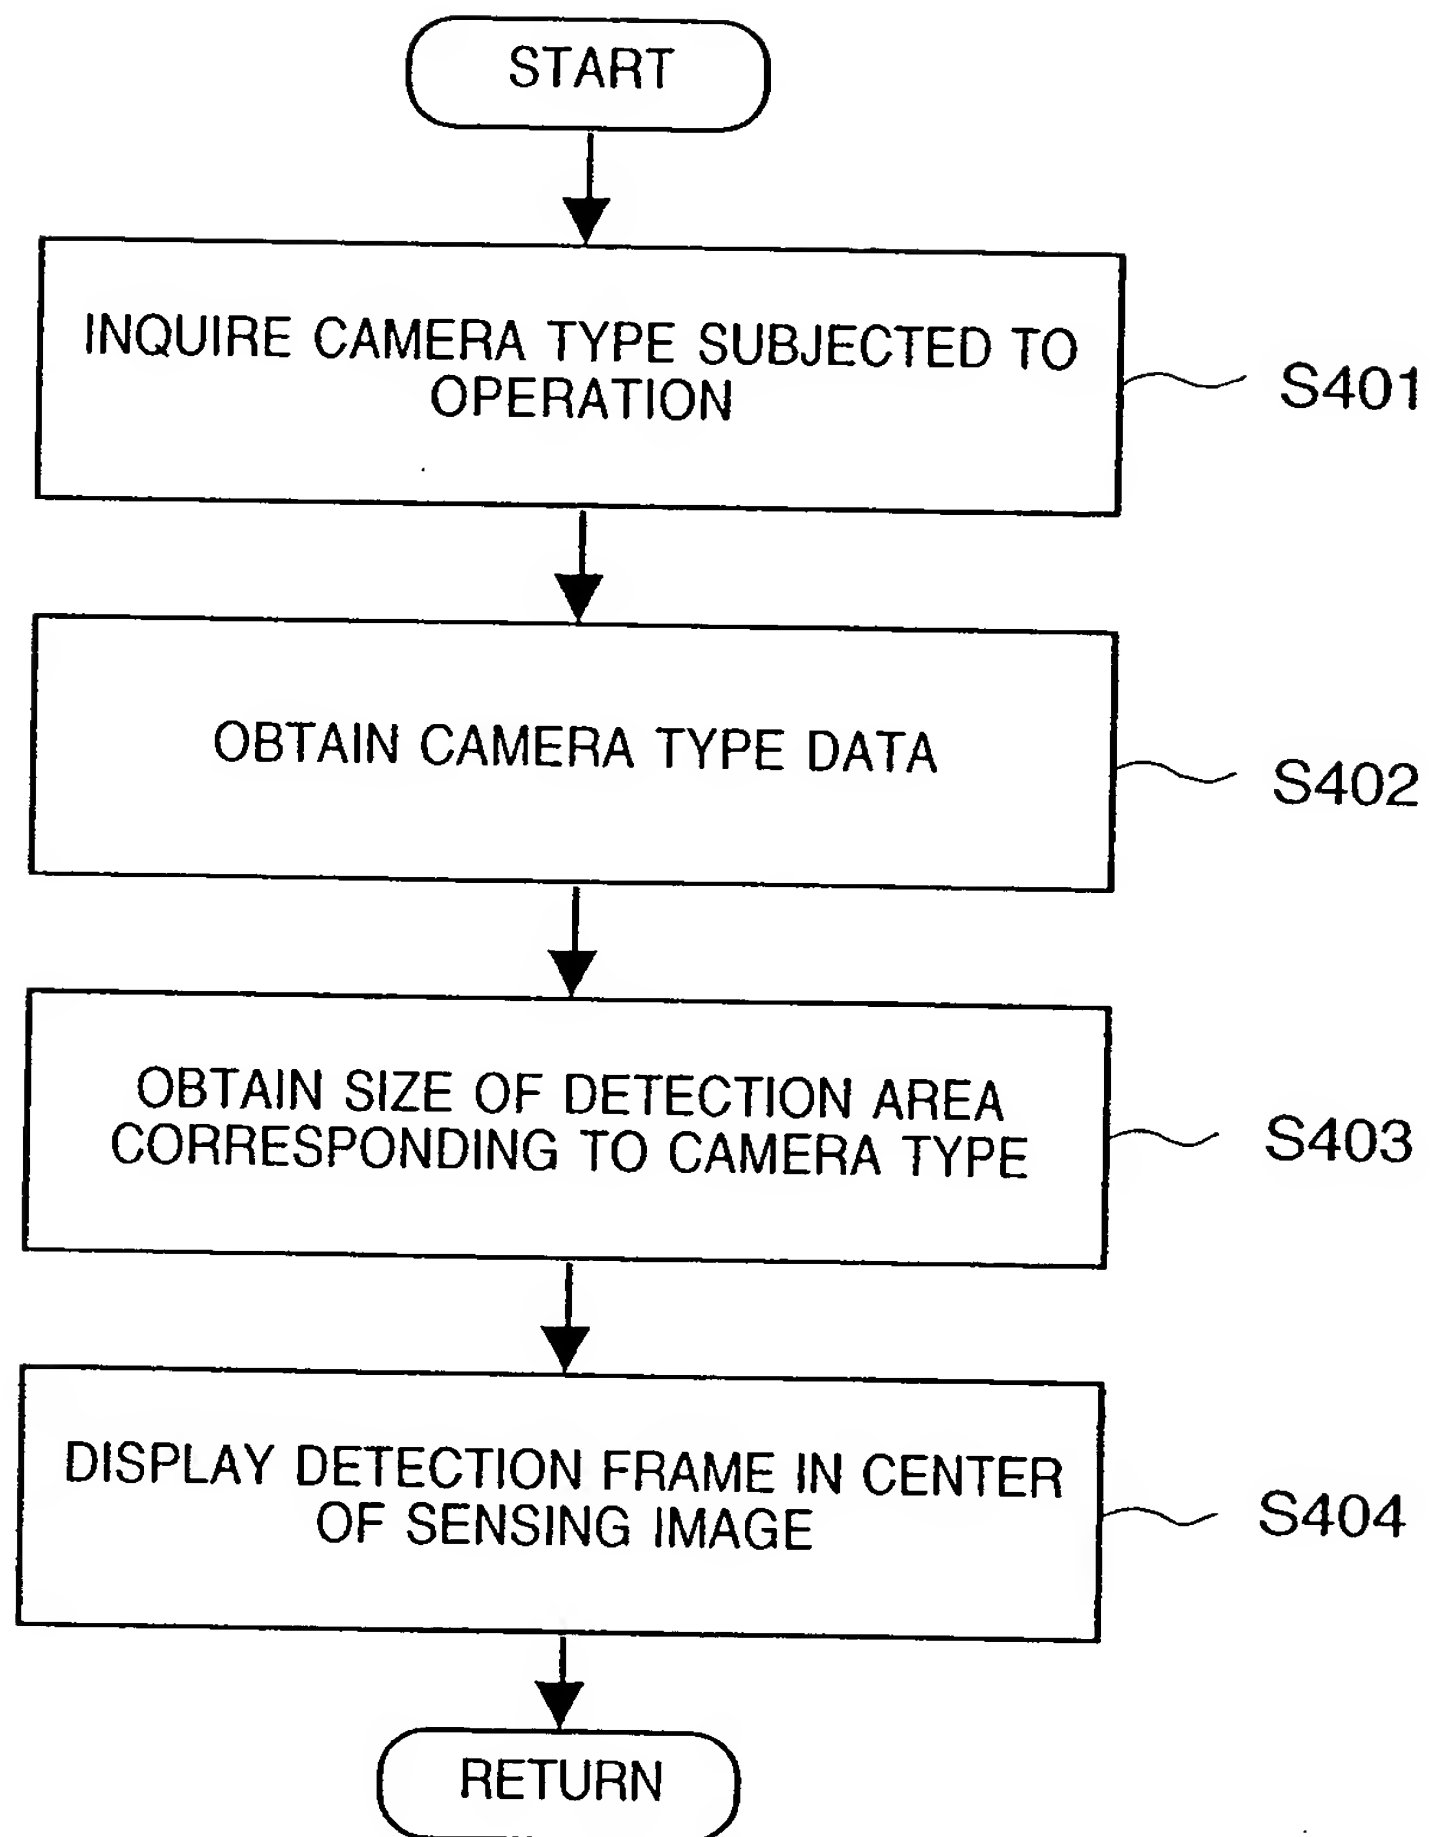 START
INQUIRE CAMERA TYPE SUBJECTED TO
OPERATION
S401
OBTAIN CAMERA TYPE DATA
S402
OBTAIN SIZE OF DETECTION AREA
CORRESPONDING TO CAMERA TYPE
S403
DISPLAY DETECTION FRAME IN CENTER
OF SENSING IMAGE
S404
RETURN